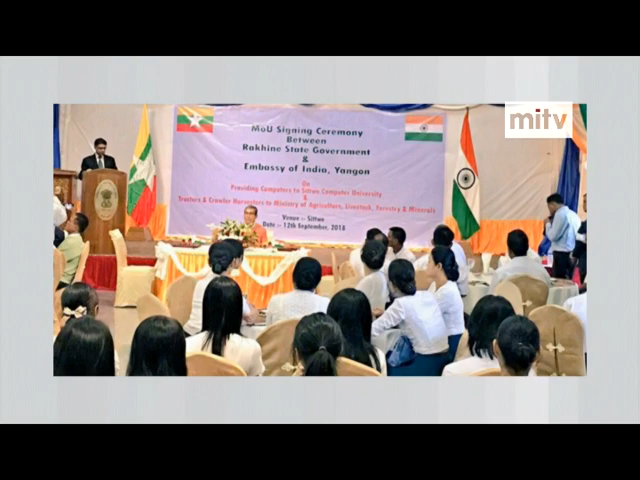 mitv
MoU Signing Ceremony
Between
Rakhine State Government
&
Embassy of India, Yangon
On
Providing Computers to Sittwe Computer University
&
Tractors & Crawler Harvesters to Ministry of Agriculture, Livestock, Forestry & Minerals
Venue :- Sittwe
Date :- 12th September, 2018